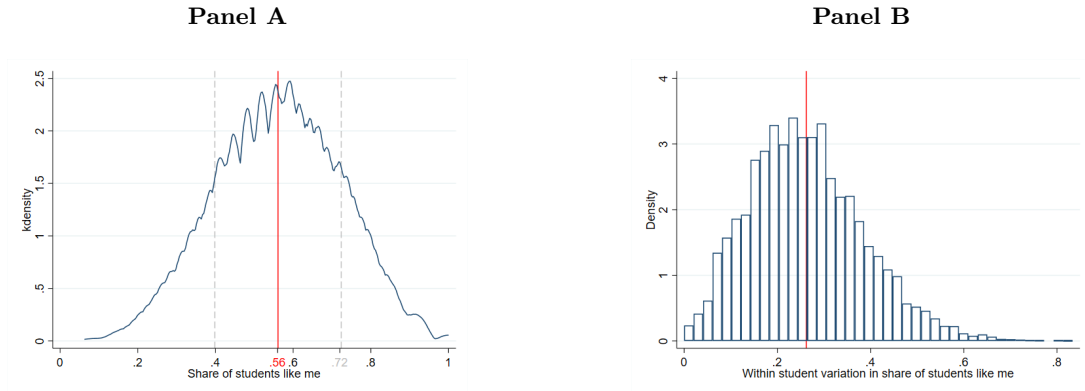 Panel A
kdensity
2.5
2
1.5
1
.5
0
0 .2 .4 .56 .6 .72 .8 1
Share of students like me
Panel B
Density
4
3
2
1
0
0 .2 .4 .6 .8
Within student variation in share of students like me